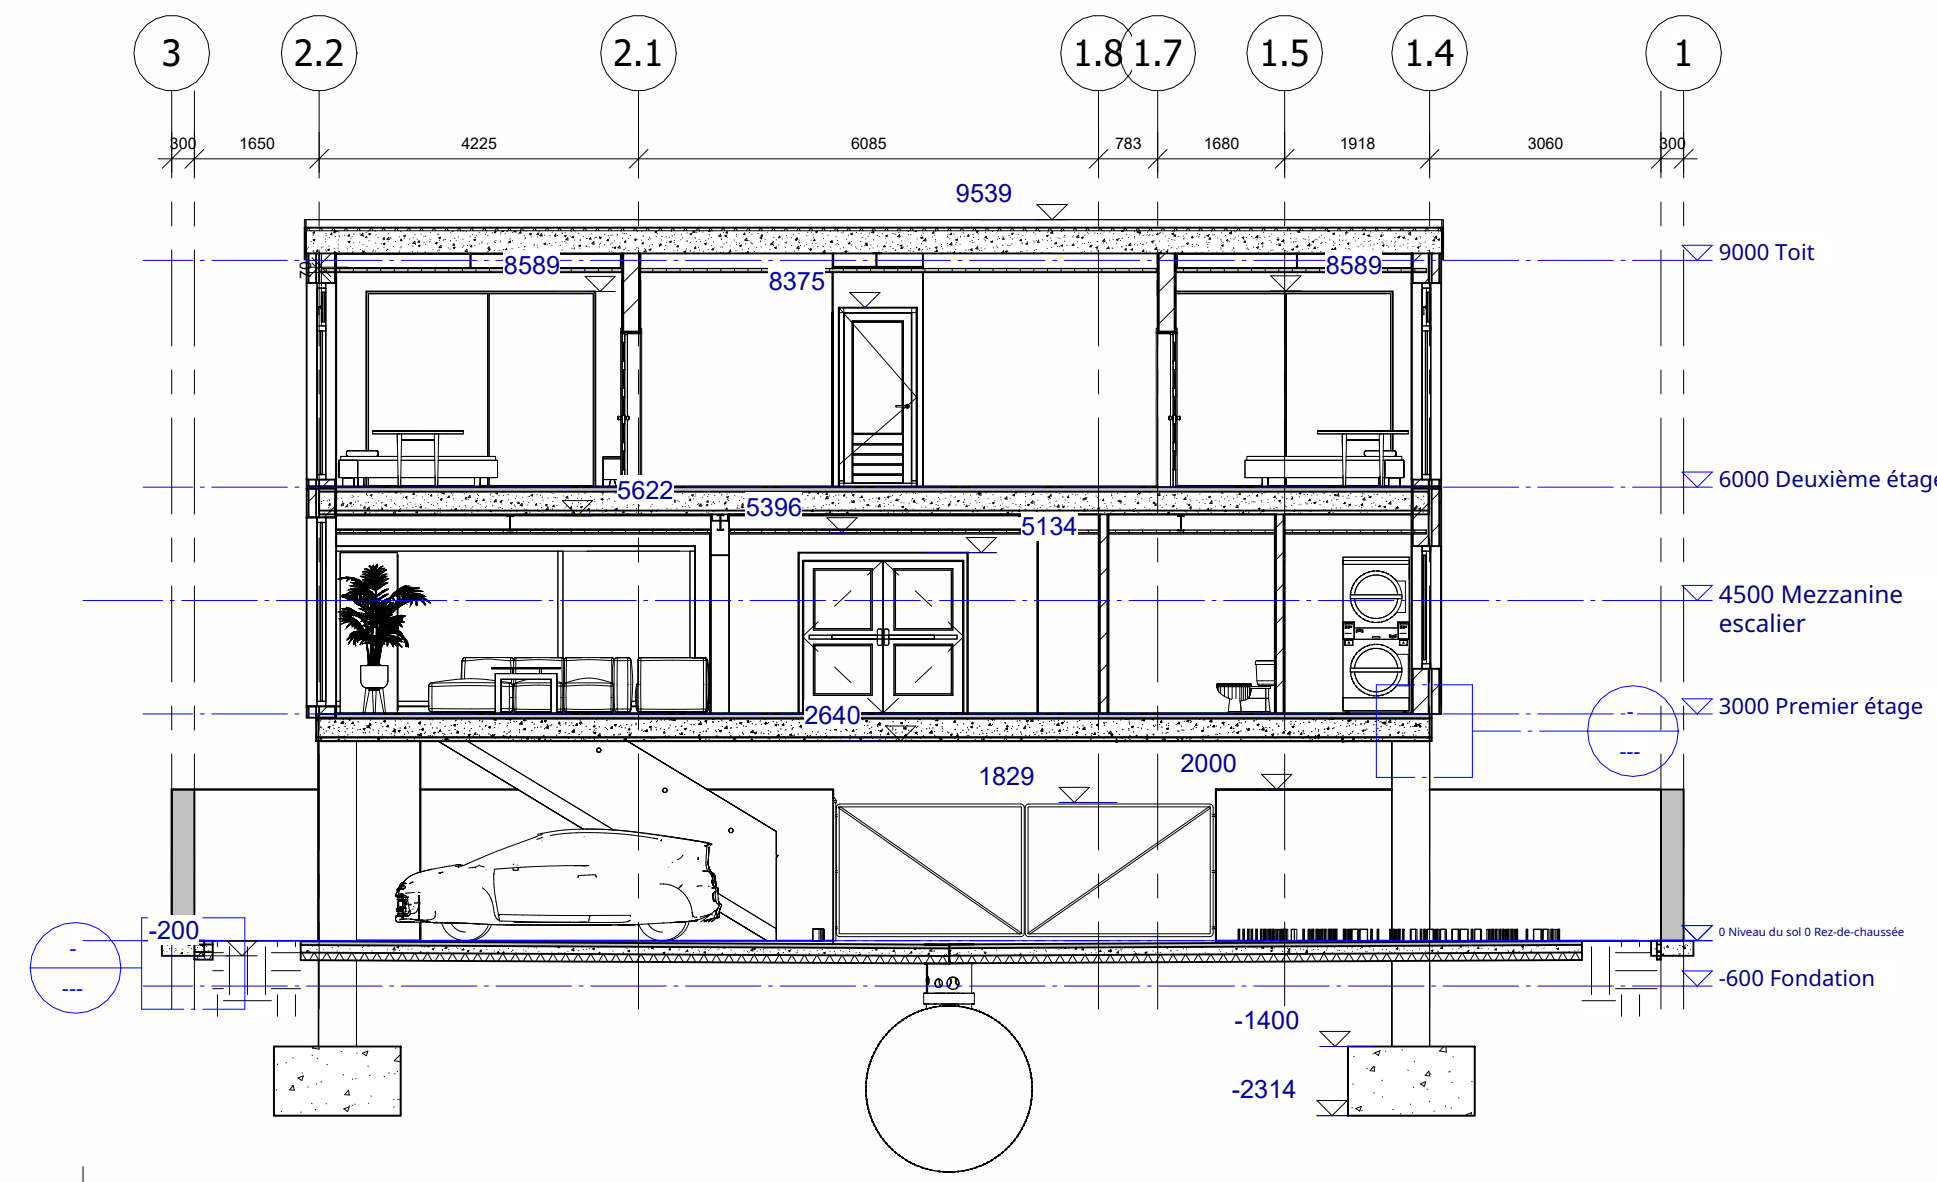 3 2.2 2.1 1.8 1.7 1.5 1.4 1
300 1650 4225 6085 783 1680 1918 3060 300
9539
9000 Toit
70 8589 8375 8589
6000 Deuxième étage
5622 5396 5134
4500 Mezzanine
escalier
3000 Premier étage
2640
- ---
1829 2000
-200
0 Niveau du sol 0 Rez-de-chaussée
- ---
-600 Fondation
-1400
-2314